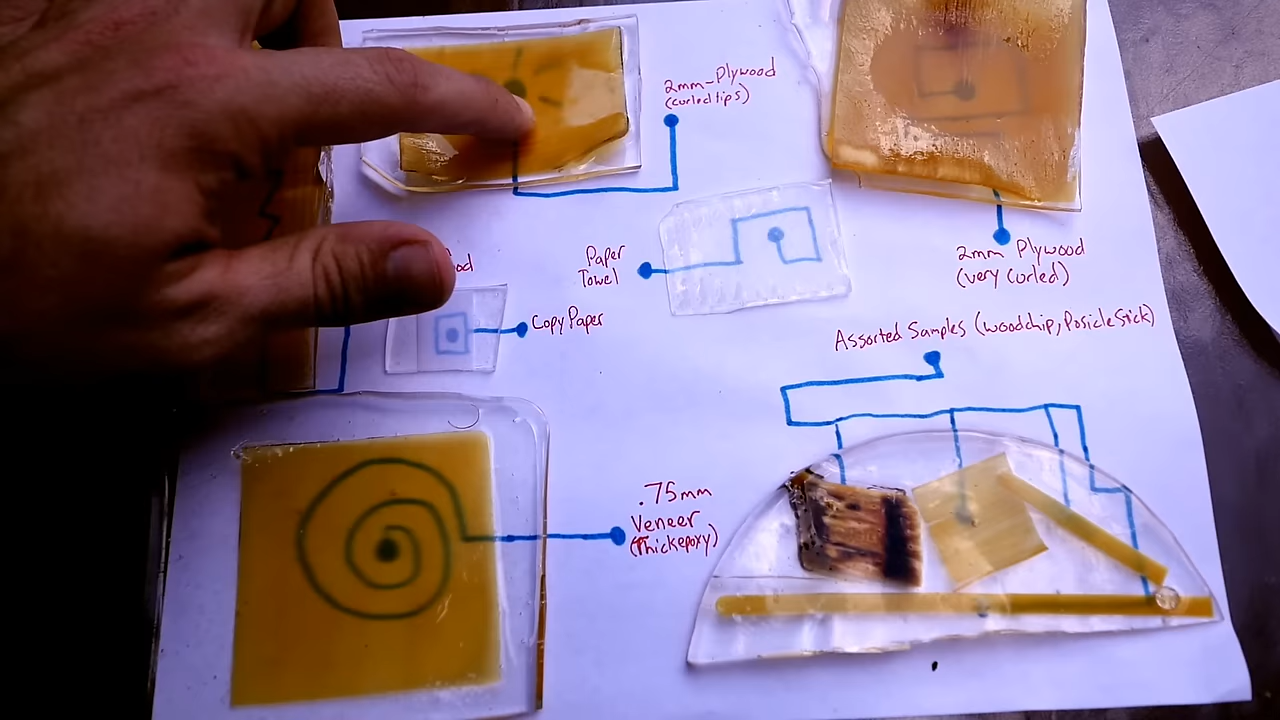 2mm-Plywood
(curled tips)
Paper
Towel
2mm Plywood
(very curled)
Copy Paper
Assorted Samples (woodchip, Posicle Stick)
.75mm
Veneer
(Thick epoxy)